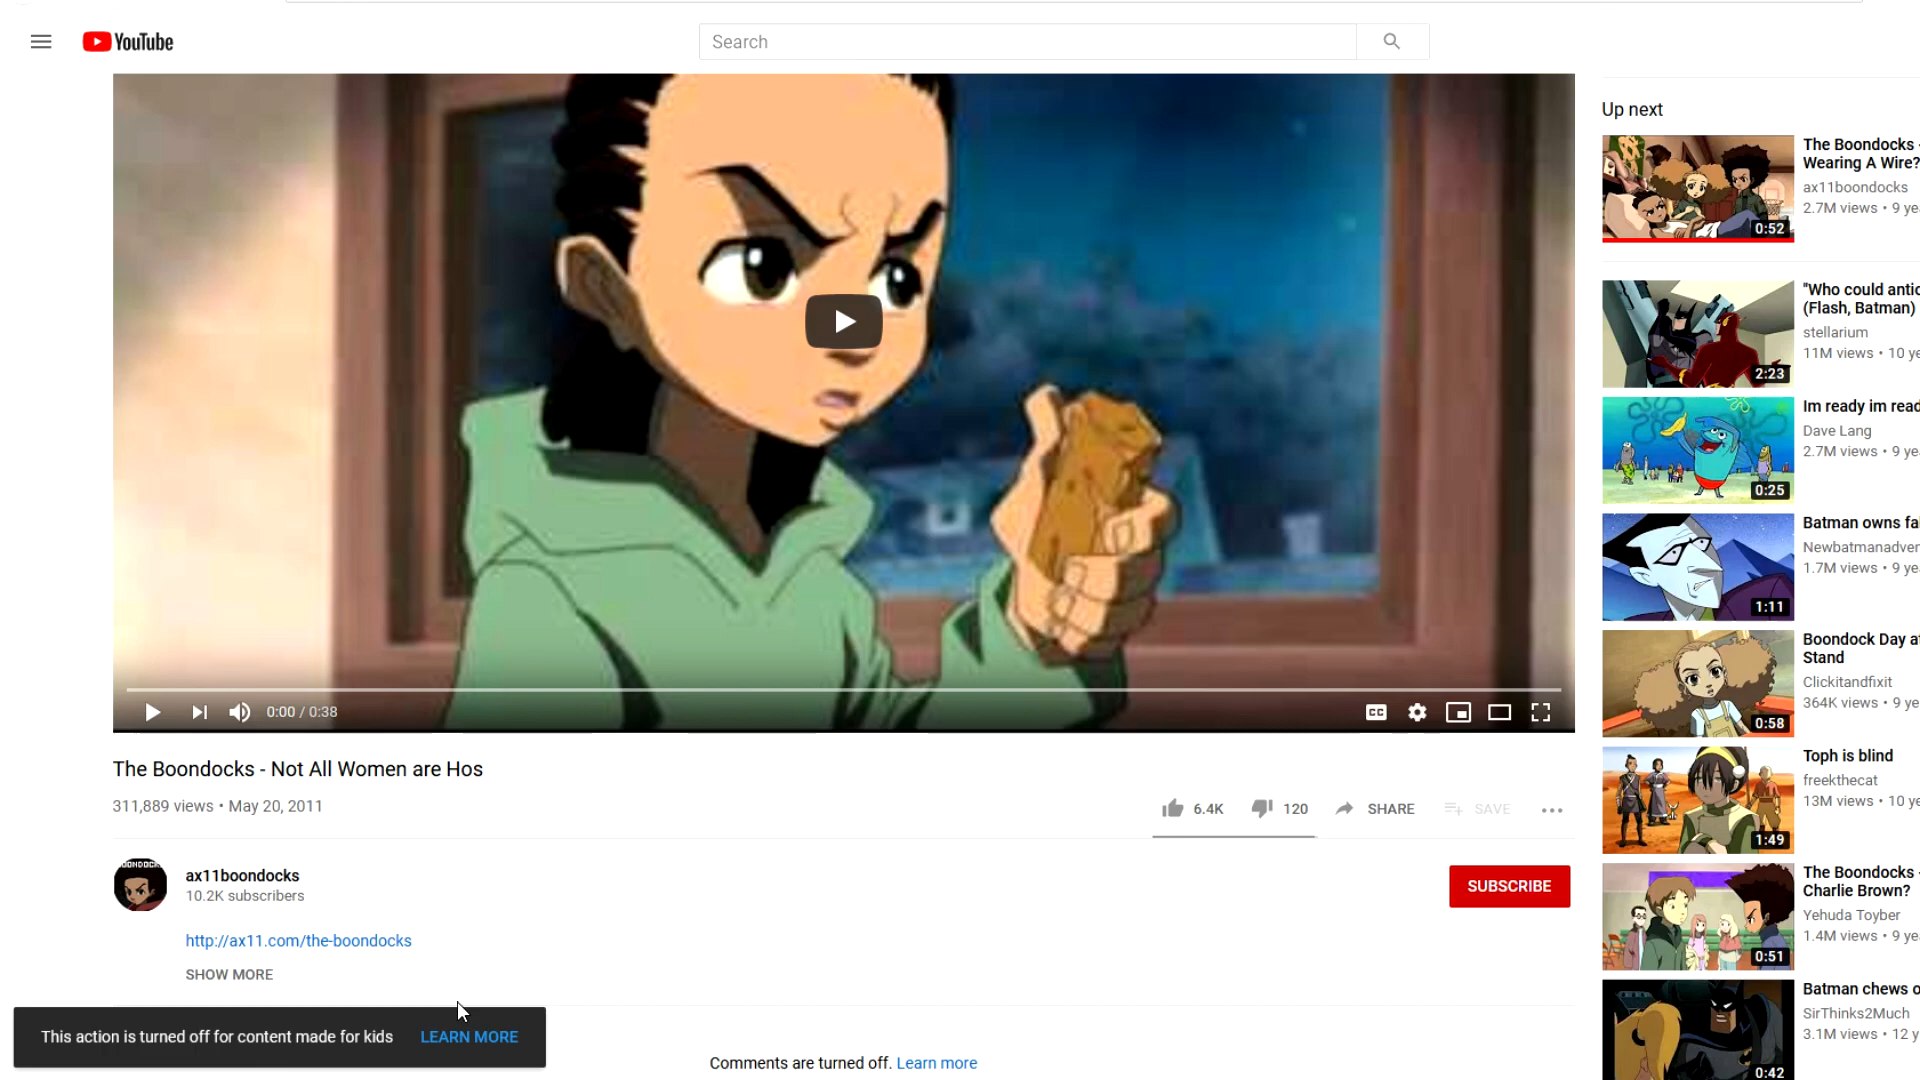 YouTube
Search
Up next
The Boondocks -
Wearing A Wire?
ax11boondocks
2.7M views • 9 ye
0:52
"Who could antic
(Flash, Batman)
stellarium
11M views • 10 ye
2:23
Im ready im read
Dave Lang
2.7M views • 9 ye
0:25
Batman owns fa
Newbatmanadver
1.7M views • 9 ye
1:11
Boondock Day a
Stand
Clickitandfixit
364K views • 9 ye
0:58
Toph is blind
freekthecat
13M views • 10 ye
1:49
The Boondocks -
Charlie Brown?
Yehuda Toyber
1.4M views • 9 ye
0:51
Batman chews o
SirThinks2Much
3.1M views • 12 y
0:42
0:00 / 0:38
CC
The Boondocks - Not All Women are Hos
311,889 views • May 20, 2011
6.4K 120 SHARE SAVE
ax11boondocks
10.2K subscribers
SUBSCRIBE
http://ax11.com/the-boondocks
SHOW MORE
This action is turned off for content made for kids LEARN MORE
Comments are turned off. Learn more